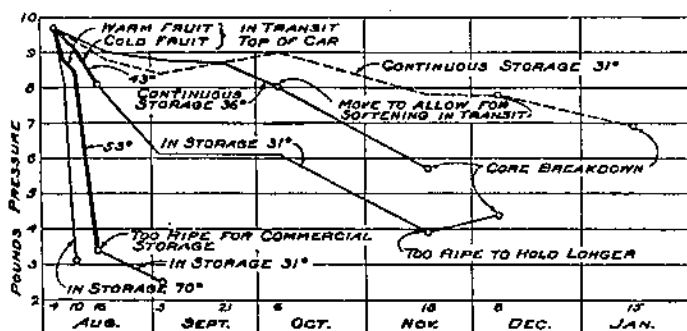 10
9
8
7
6
5
4
3
2
POUNDS PRESSURE
WARM FRUIT
COLD FRUIT
IN TRANSIT
TOP OF CAR
43°
CONTINUOUS STORAGE 36°
CONTINUOUS STORAGE 31°
MOVE TO ALLOW FOR
SOFTENING IN TRANSIT
IN STORAGE 31°
53°
CORE BREAKDOWN
TOO RIPE FOR COMMERCIAL
STORAGE
TOO RIPE TO HOLD LONGER
IN STORAGE 31°
IN STORAGE 70°
4 10 16 3 21 6 18 8 15
AUG. SEPT. OCT. NOV. DEC. JAN.